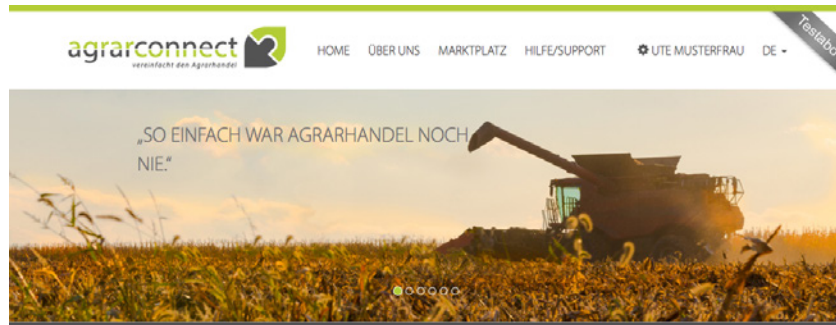 agrarconnect
vereinfacht den Agrarhandel
HOME ÜBER UNS MARKTPLATZ HILFE/SUPPORT UTE MUSTERFRAU DE
Testabo
„SO EINFACH WAR AGRARHANDEL NOCH
NIE."